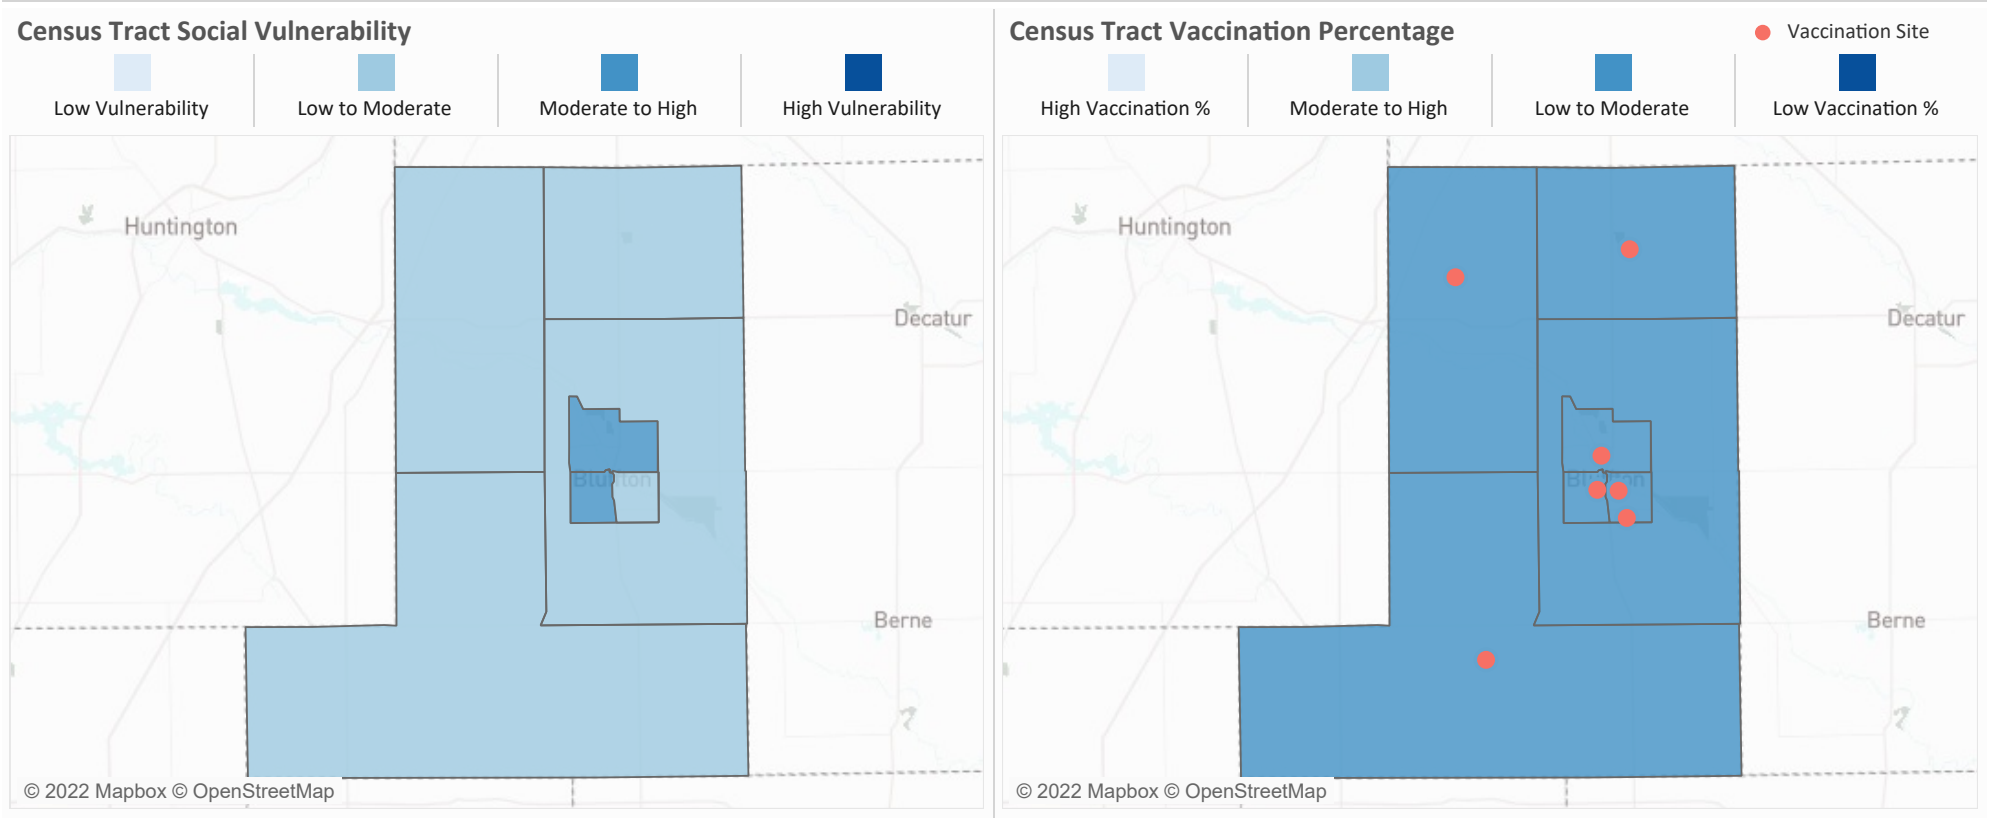 Census Tract Social Vulnerability
Low Vulnerability
Low to Moderate
Moderate to High
High Vulnerability
Huntington
Decatur
Bluffton
Berne
© 2022 Mapbox © OpenStreetMap
Census Tract Vaccination Percentage
Vaccination Site
High Vaccination %
Moderate to High
Low to Moderate
Low Vaccination %
Huntington
Decatur
Berne
© 2022 Mapbox © OpenStreetMap